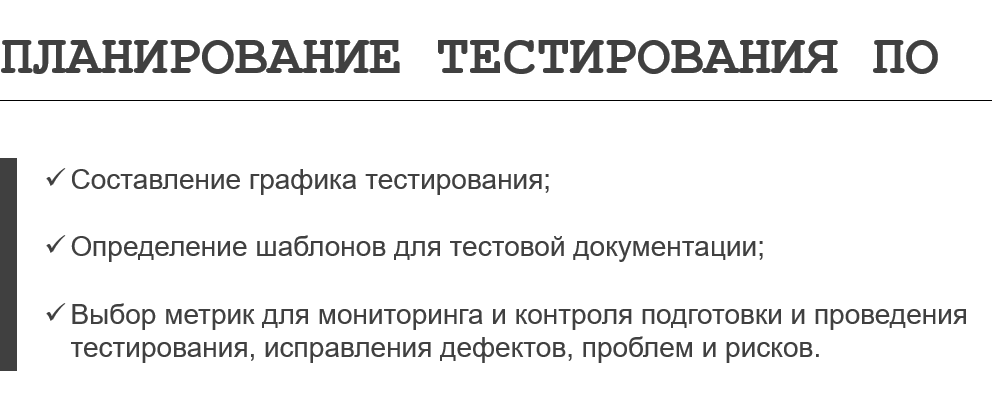 ПЛАНИРОВАНИЕ ТЕСТИРОВАНИЯ ПО
✓ Составление графика тестирования;
✓ Определение шаблонов для тестовой документации;
✓ Выбор метрик для мониторинга и контроля подготовки и проведения
тестирования, исправления дефектов, проблем и рисков.